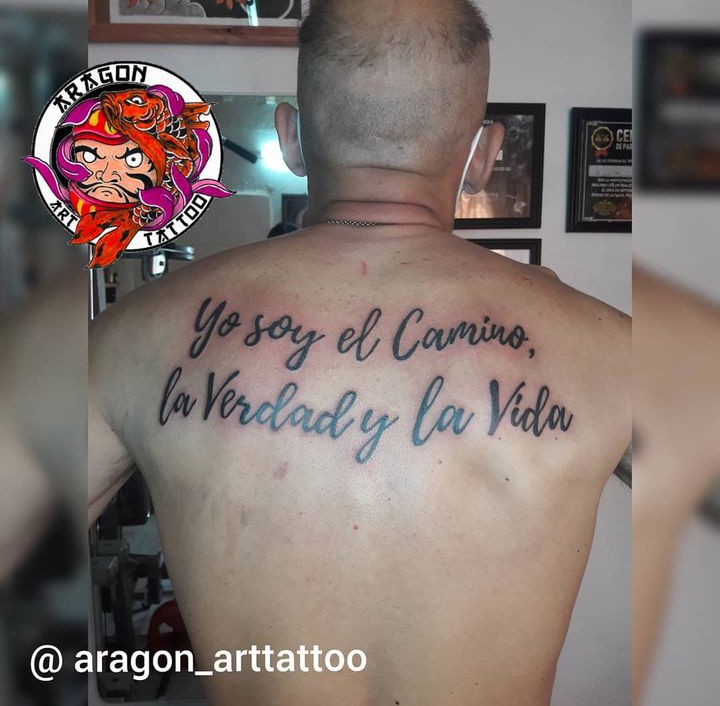 ARAGON
ART TATTOO
Yo soy el Camino,
la Verdad y la Vida
@ aragon_arttattoo